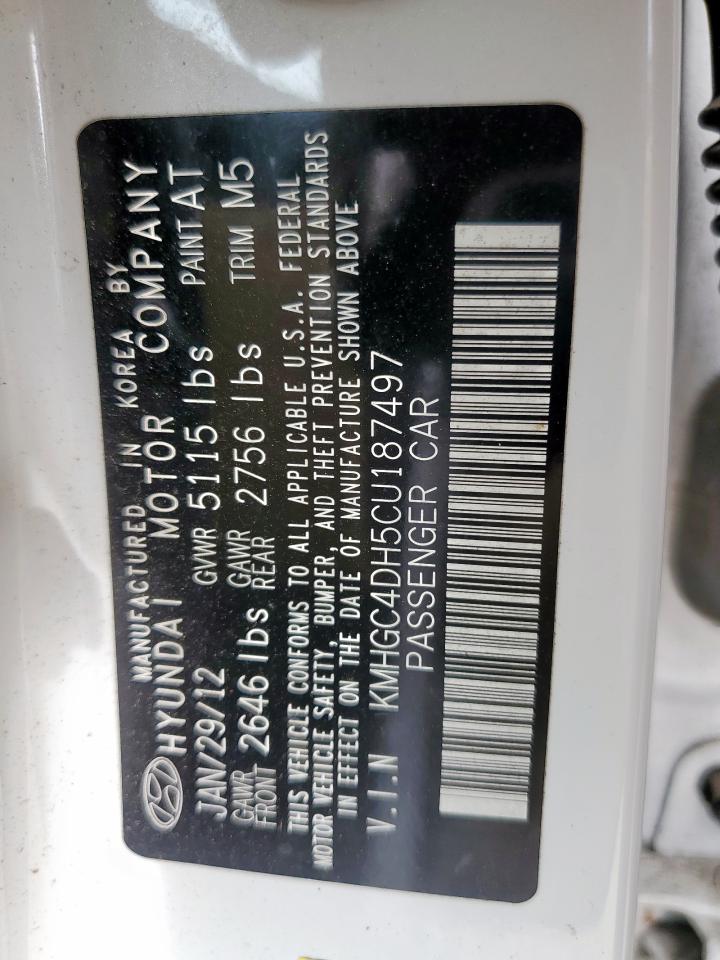 MANUFACTURED IN KOREA BY
HYUNDAI MOTOR COMPANY
JAN/29/12 GVWR 5115 lbs PAINT AT
GAWR FRONT 2646 lbs GAWR REAR 2756 lbs TRIM M5
THIS VEHICLE CONFORMS TO ALL APPLICABLE U.S.A. FEDERAL
MOTOR VEHICLE SAFETY, BUMPER, AND THEFT PREVENTION STANDARDS
IN EFFECT ON THE DATE OF MANUFACTURE SHOWN ABOVE
V.I.N KMHGC4DH5CU187497
PASSENGER CAR